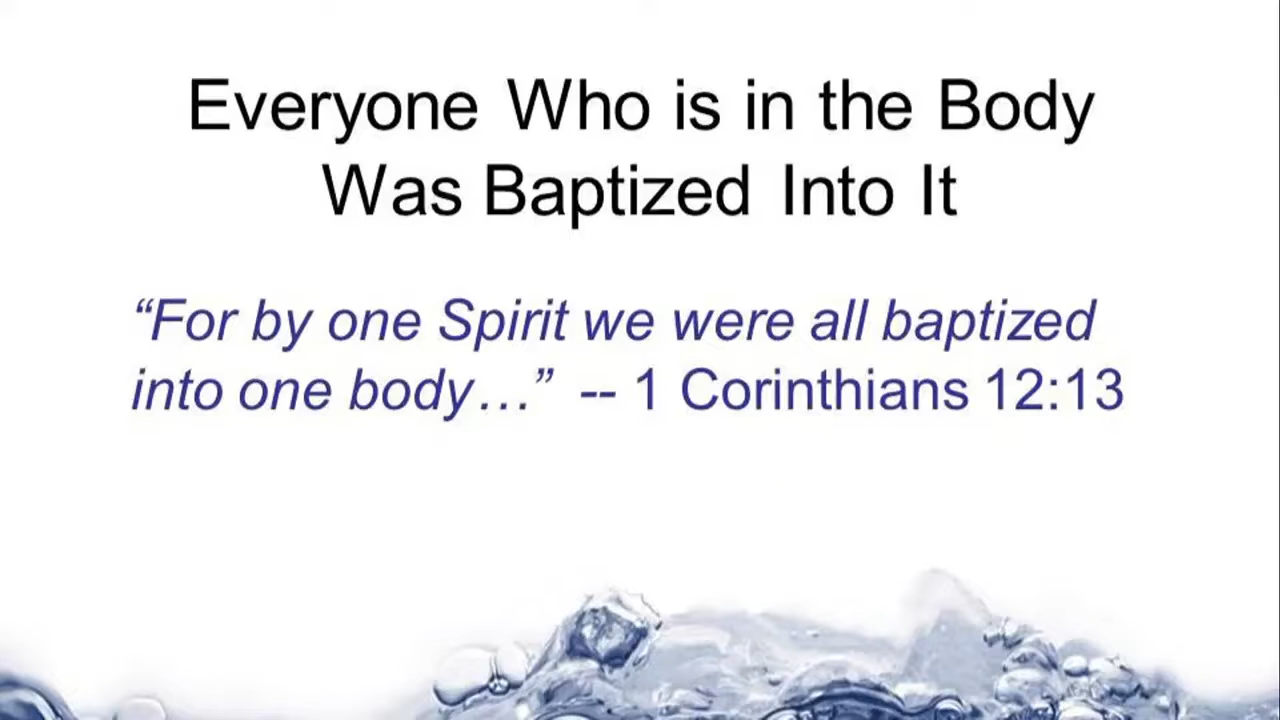 Everyone Who is in the Body
Was Baptized Into It
“For by one Spirit we were all baptized
into one body…” -- 1 Corinthians 12:13